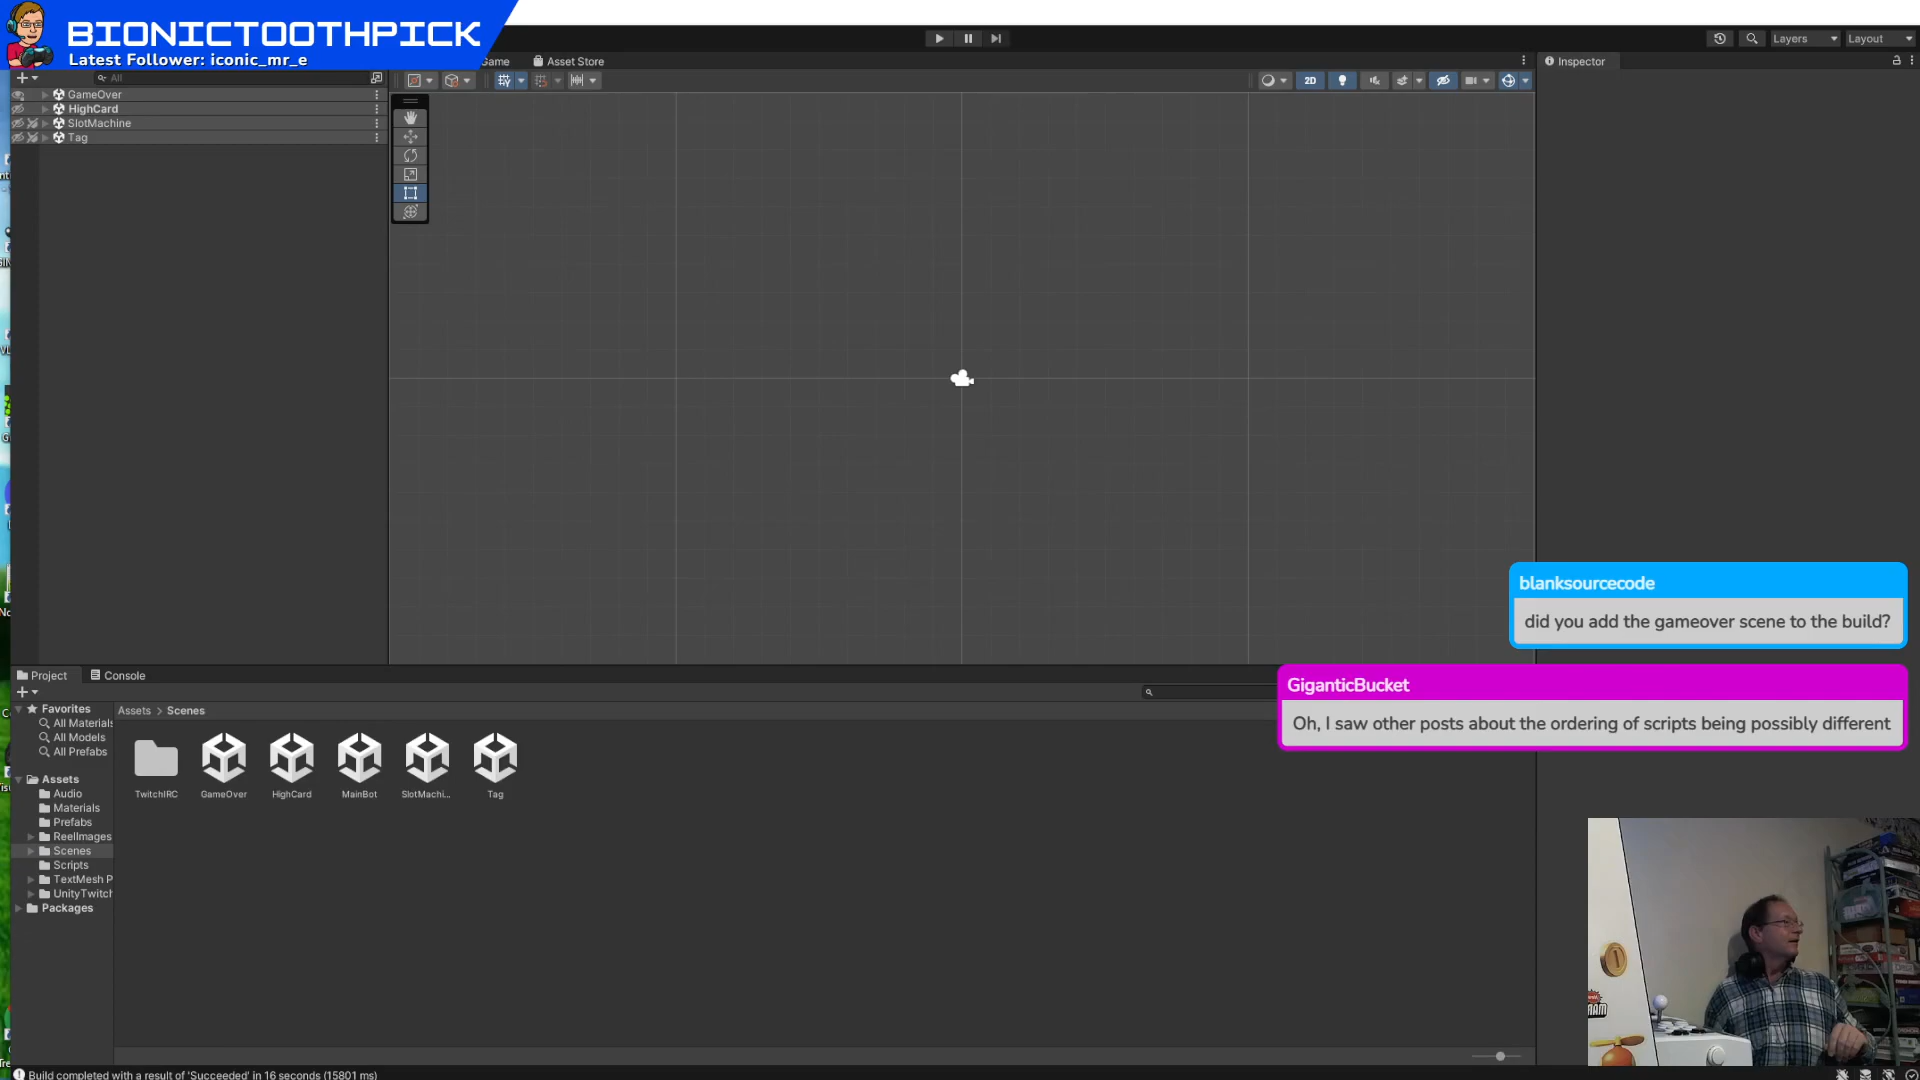 BIONICTOOTHPICK
Latest Follower: iconic_mr_e
Game
Asset Store
Layers
Layout
Inspector
All
2D
GameOver
HighCard
SlotMachine
Tag
blanksourcecode
did you add the gameover scene to the build?
GiganticBucket
Oh, I saw other posts about the ordering of scripts being possibly different
Project
Console
Favorites
All Materials
All Models
All Prefabs
Assets
Audio
Materials
Prefabs
ReelImages
Scenes
Scripts
TextMesh P
UnityTwitch
Packages
Assets > Scenes
TwitchIRC
GameOver
HighCard
MainBot
SlotMachi...
Tag
Build completed with a result of 'Succeeded' in 16 seconds (15801 ms)